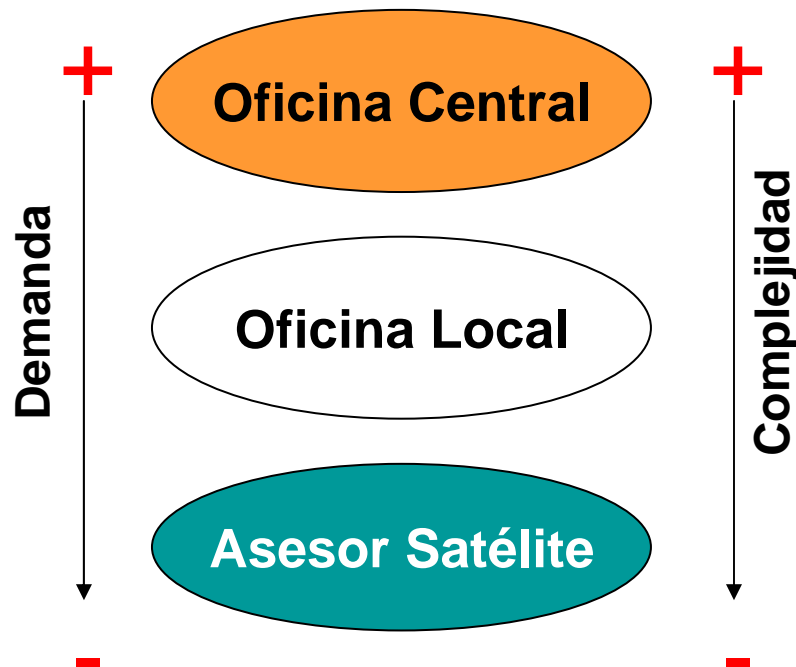 +
+
Oficina Central
Demanda
Complejidad
Oficina Local
Asesor Satélite
-
-